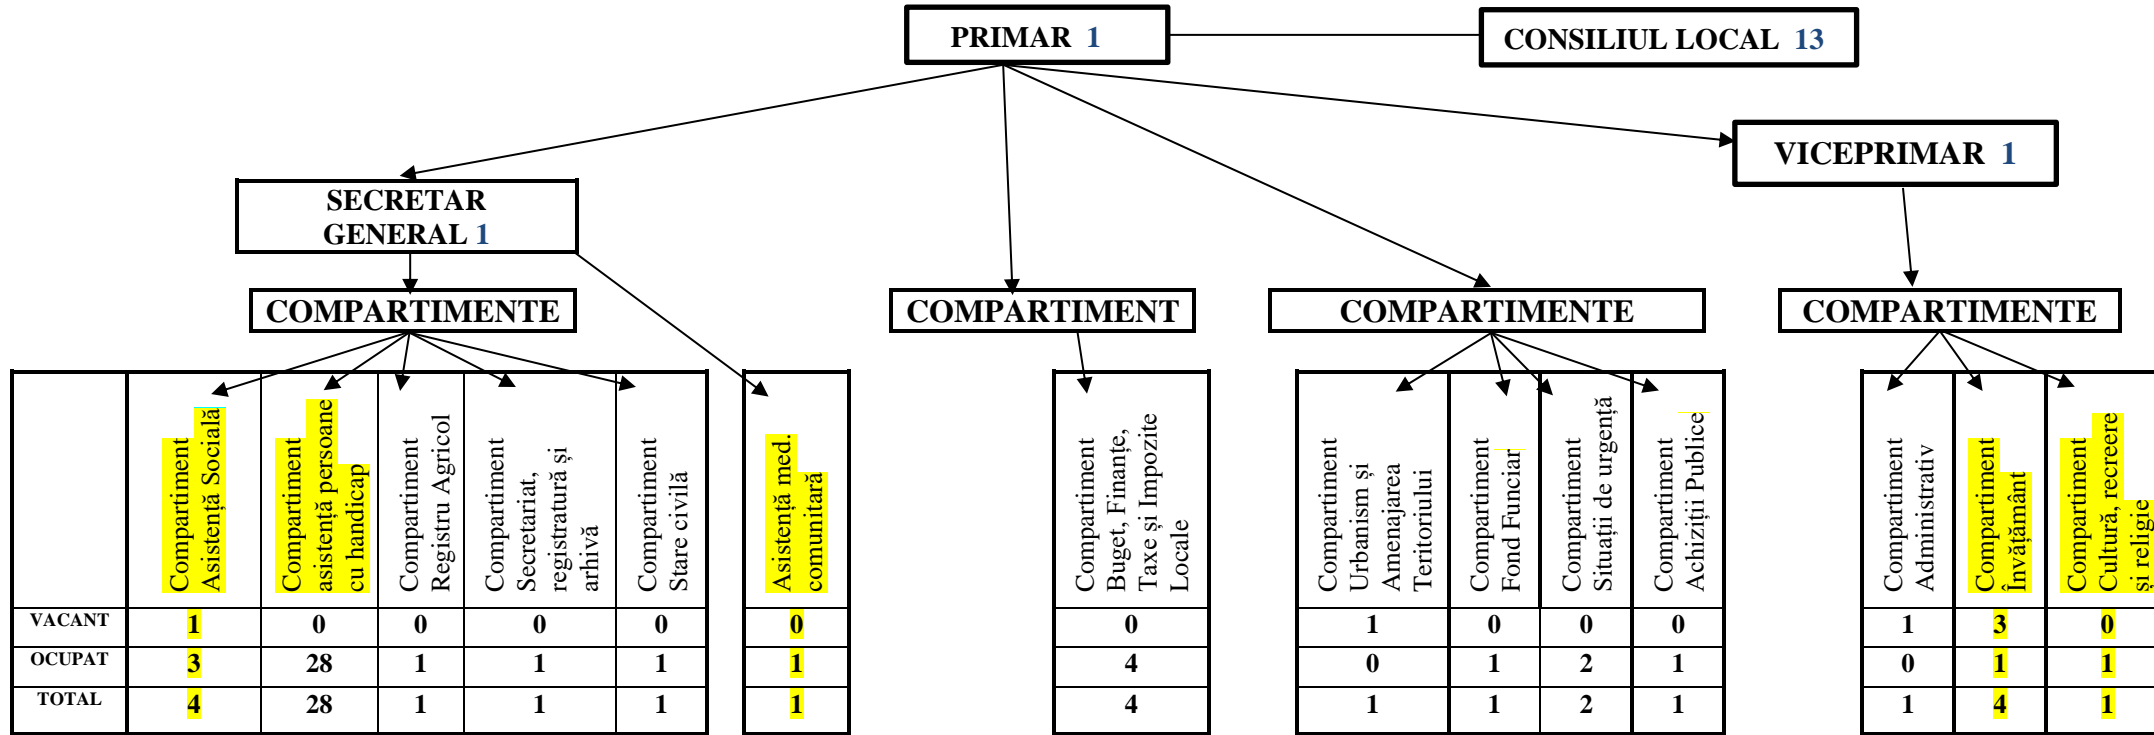 PRIMAR 1
CONSILIUL LOCAL 13
VICEPRIMAR 1
SECRETAR
GENERAL 1
COMPARTIMENTE
COMPARTIMENT
COMPARTIMENTE
COMPARTIMENTE
Compartiment
Asistență Socială
Compartiment
asistență persoane
cu handicap
Compartiment
Registru Agricol
Compartiment
Secretariat,
registratură și
arhivă
Compartiment
Stare civilă
Asistență med.
comunitară
Compartiment
Buget, Finanțe,
Taxe și Impozite
Locale
Compartiment
Urbanism și
Amenajarea
Teritoriului
Compartiment
Fond Funciar
Compartiment
Situații de urgență
Compartiment
Achiziții Publice
Compartiment
Administrativ
Compartiment
Învățământ
Compartiment
Cultură, recreere
și religie
VACANT 1 0 0 0 0 0 0 1 0 0 0 1 3 0
OCUPAT 3 28 1 1 1 1 4 0 1 2 1 0 1 1
TOTAL 4 28 1 1 1 1 4 1 1 2 1 1 4 1